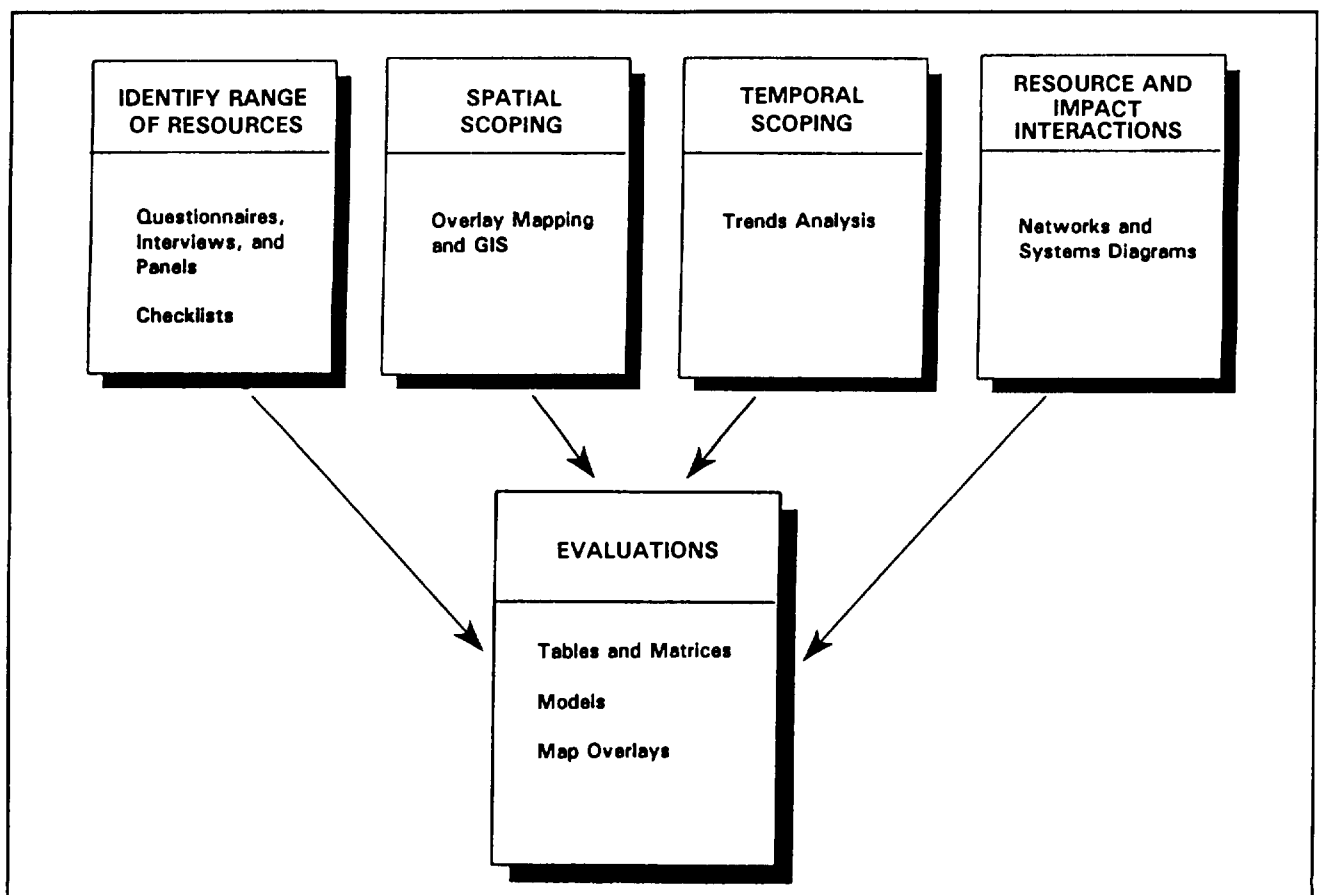 IDENTIFY RANGE
OF RESOURCES
Questionnaires,
Interviews, and
Panels
Checklists
SPATIAL
SCOPING
Overlay Mapping
and GIS
TEMPORAL
SCOPING
Trends Analysis
RESOURCE AND
IMPACT
INTERACTIONS
Networks and
Systems Diagrams
EVALUATIONS
Tables and Matrices
Models
Map Overlays